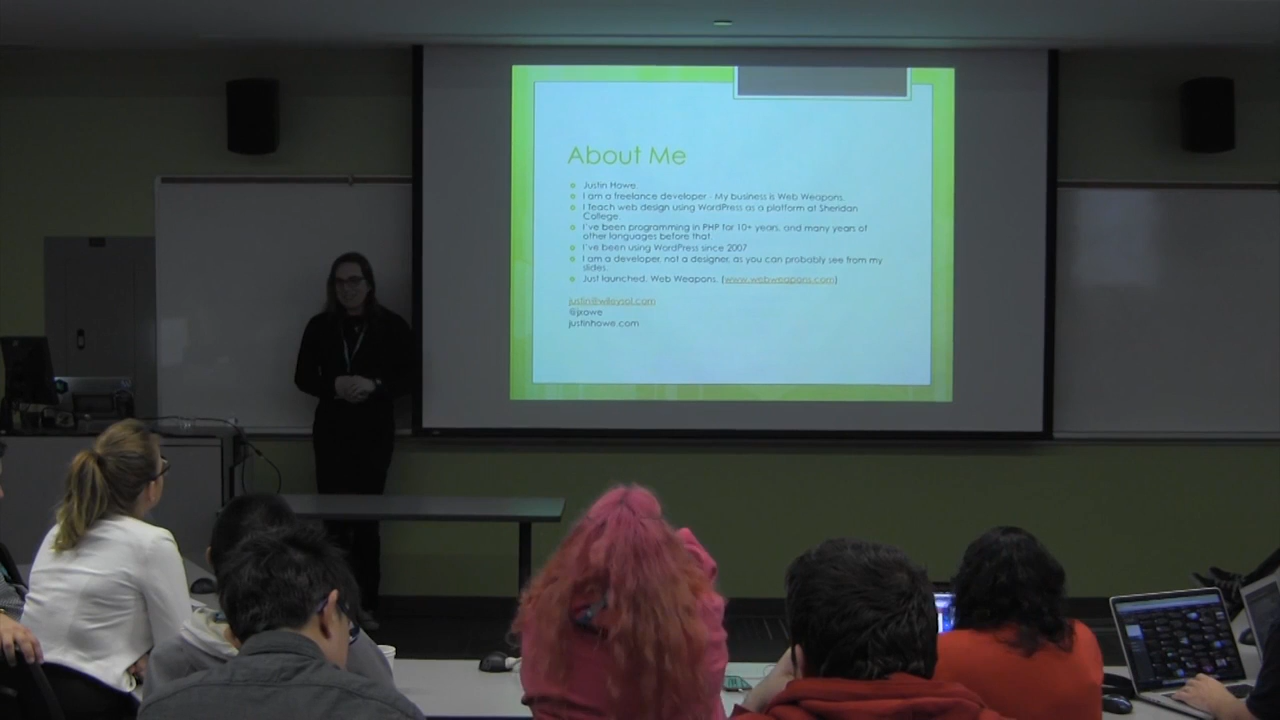 About Me
Justin Howe
I am a freelance developer - My business is Web Weapons.
I Teach web design using WordPress as a platform at Sheridan
College.
I've been programming in PHP for 10+ years, and many years of
other languages before that.
I've been using WordPress since 2007
I am a developer, not a designer, as you can probably see from my
slides.
Just launched, Web Weapons, (www.webweapons.com)
@jrowe
justinhowe.com